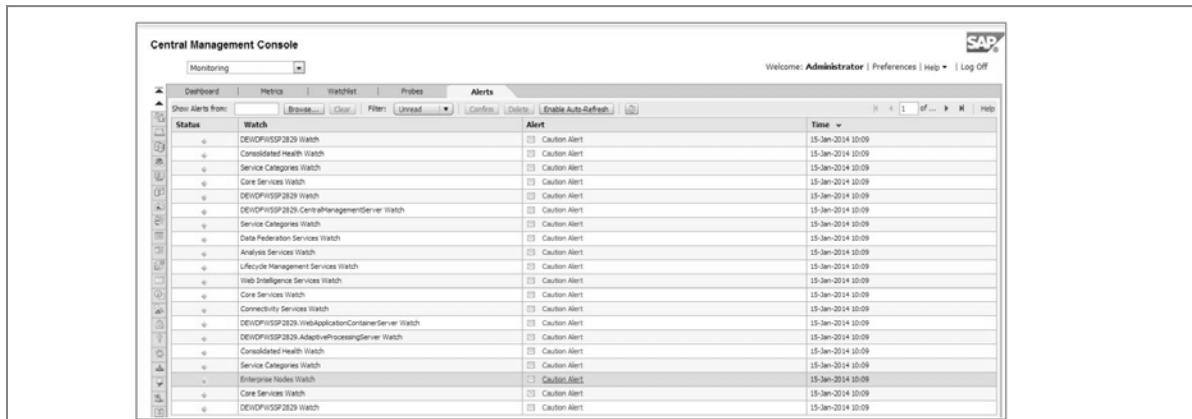 Central Management Console
SAP
Monitoring
Welcome: Administrator | Preferences | Help | Log Off
Dashboard | Metrics | Watchlist | Probes | Alerts
Show Alerts from: Browse... Clear Filter: Unread Confirm Delete Enable Auto-Refresh 1 of ... Help
Status Watch Alert Time
DEWDFWSSP2829 Watch Caution Alert 15-Jan-2014 10:09
Consolidated Health Watch Caution Alert 15-Jan-2014 10:09
Service Categories Watch Caution Alert 15-Jan-2014 10:09
Core Services Watch Caution Alert 15-Jan-2014 10:09
DEWDFWSSP2829 Watch Caution Alert 15-Jan-2014 10:09
DEWDFWSSP2829.CentralManagementServer Watch Caution Alert 15-Jan-2014 10:09
Service Categories Watch Caution Alert 15-Jan-2014 10:09
Data Federation Services Watch Caution Alert 15-Jan-2014 10:09
Analysis Services Watch Caution Alert 15-Jan-2014 10:09
Lifecycle Management Services Watch Caution Alert 15-Jan-2014 10:09
Web Intelligence Services Watch Caution Alert 15-Jan-2014 10:09
Core Services Watch Caution Alert 15-Jan-2014 10:09
Connectivity Services Watch Caution Alert 15-Jan-2014 10:09
DEWDFWSSP2829.WebApplicationContainerServer Watch Caution Alert 15-Jan-2014 10:09
DEWDFWSSP2829.AdaptiveProcessingServer Watch Caution Alert 15-Jan-2014 10:09
Consolidated Health Watch Caution Alert 15-Jan-2014 10:09
Service Categories Watch Caution Alert 15-Jan-2014 10:09
Enterprise Nodes Watch Caution Alert 15-Jan-2014 10:09
Core Services Watch Caution Alert 15-Jan-2014 10:09
DEWDFWSSP2829 Watch Caution Alert 15-Jan-2014 10:09